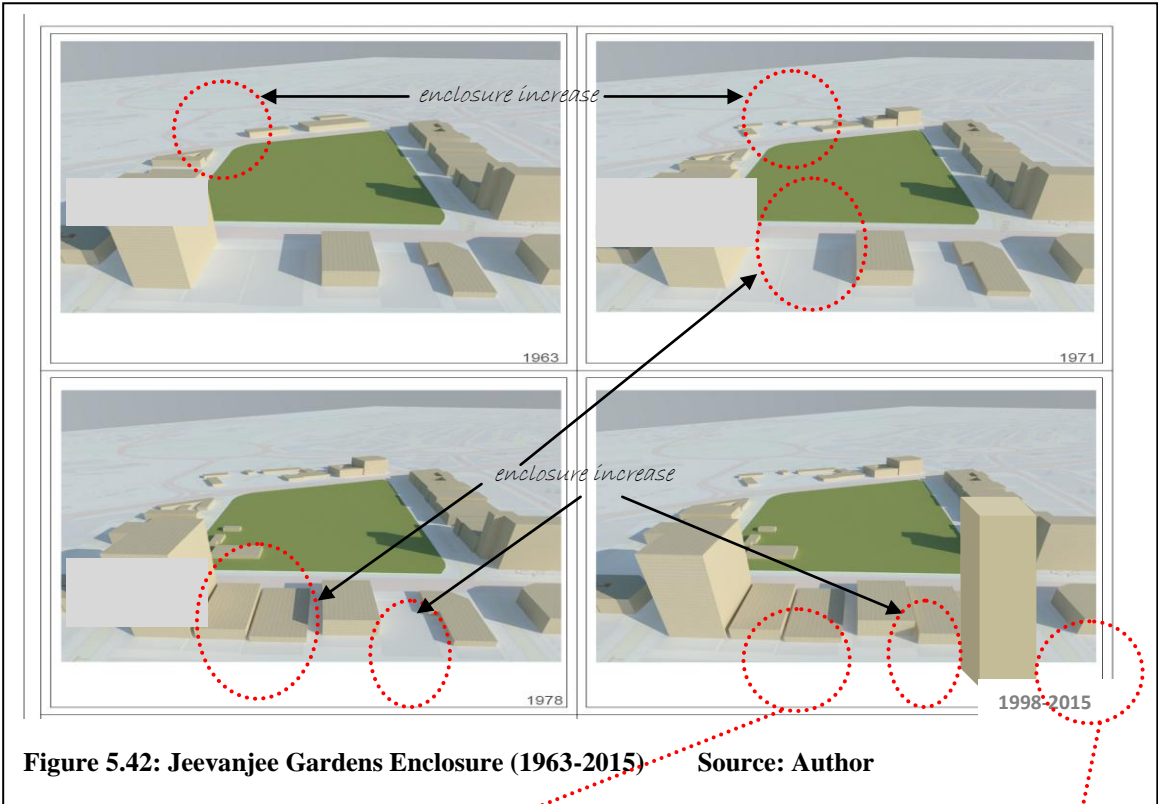 enclosure increase
1963
1971
enclosure increase
1978
1998-2015
Figure 5.42: Jeevanjee Gardens Enclosure (1963-2015) Source: Author